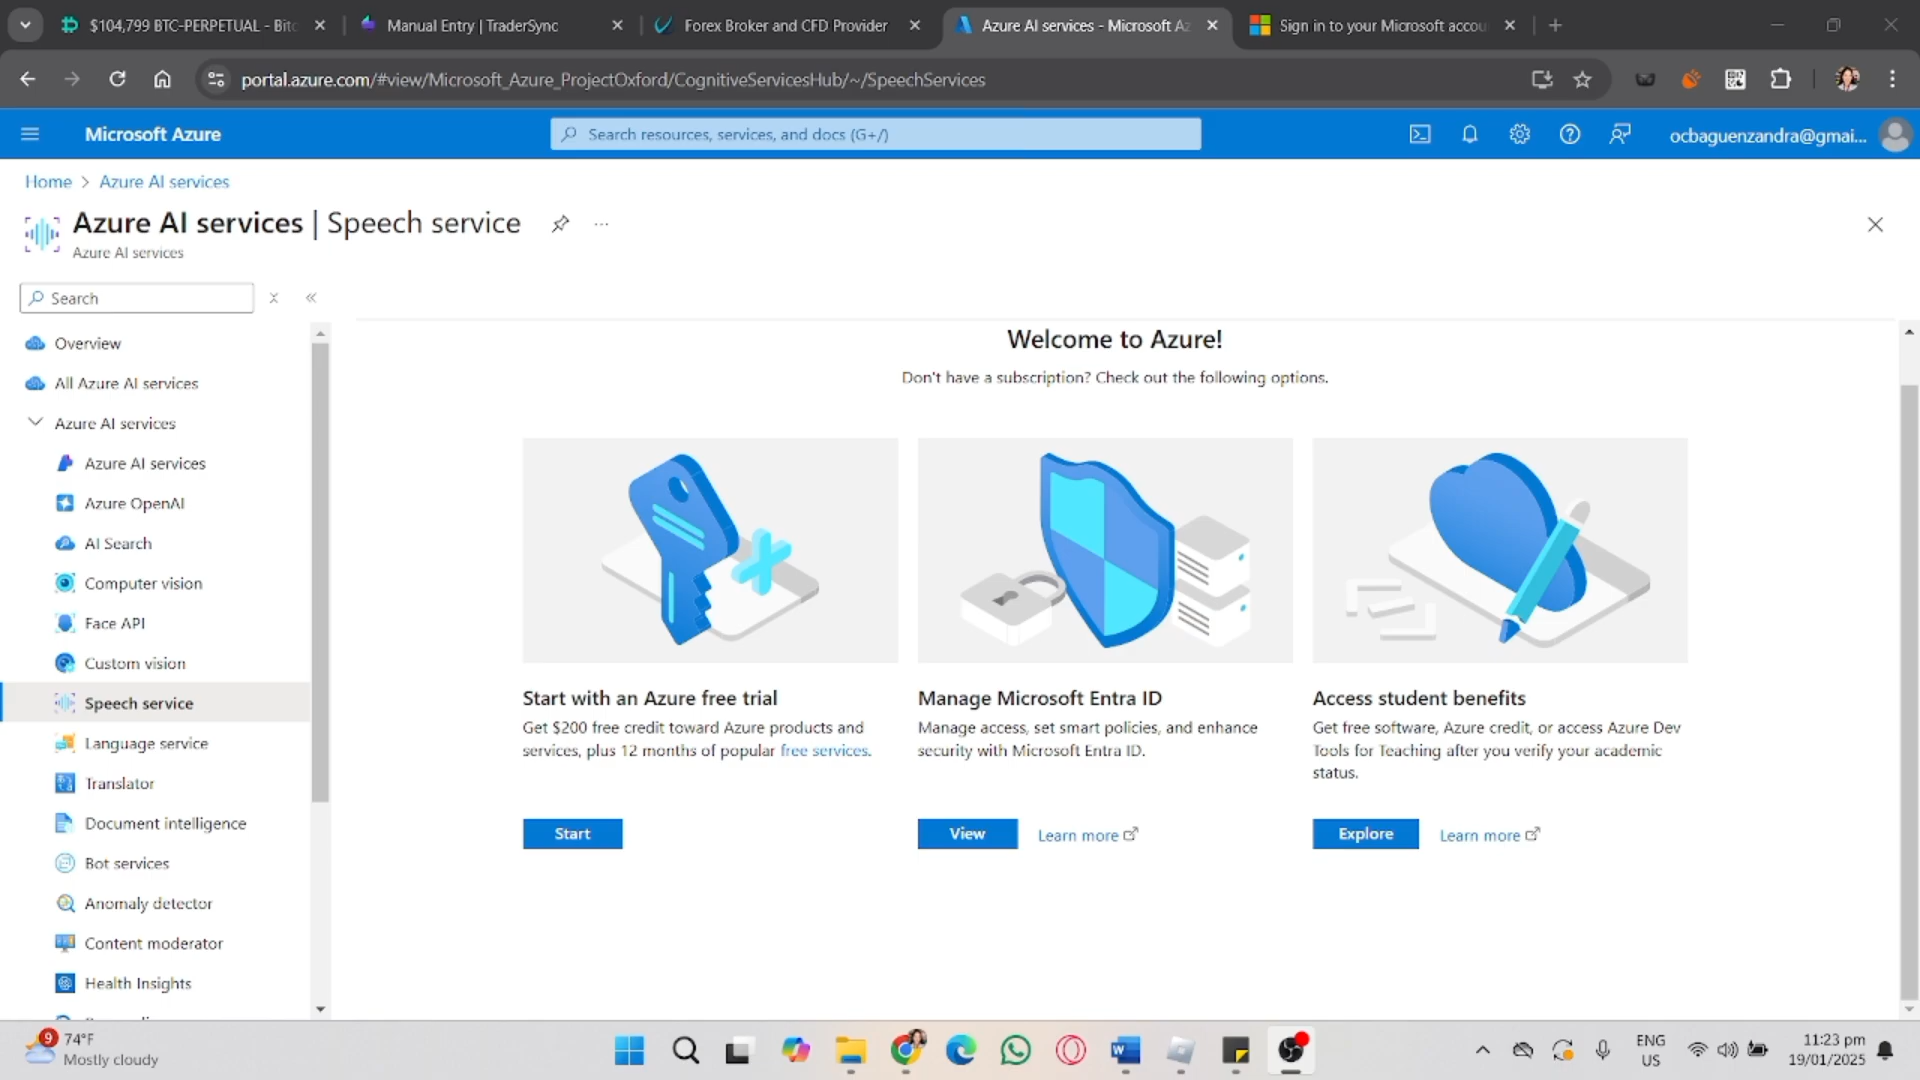 $104,799 BTC-PERPETUAL - Bitc
Manual Entry | TraderSync
Forex Broker and CFD Provider
Azure AI services - Microsoft Az
Sign in to your Microsoft accou
portal.azure.com/#view/Microsoft_Azure_ProjectOxford/CognitiveServicesHub/~/SpeechServices
Microsoft Azure
Search resources, services, and docs (G+/)
ocbaguenzandra@gmai...
Home > Azure AI services
Azure AI services | Speech service
Azure AI services
Search
Overview
All Azure AI services
Azure AI services
Azure AI services
Azure OpenAI
AI Search
Computer vision
Face API
Custom vision
Speech service
Language service
Translator
Document intelligence
Bot services
Anomaly detector
Content moderator
Health Insights
Welcome to Azure!
Don't have a subscription? Check out the following options.
Start with an Azure free trial
Get $200 free credit toward Azure products and
services, plus 12 months of popular free services.
Start
Manage Microsoft Entra ID
Manage access, set smart policies, and enhance
security with Microsoft Entra ID.
View
Learn more
Access student benefits
Get free software, Azure credit, or access Azure Dev
Tools for Teaching after you verify your academic
status.
Explore
Learn more
9
74°F
Mostly cloudy
ENG
US
11:23 pm
19/01/2025